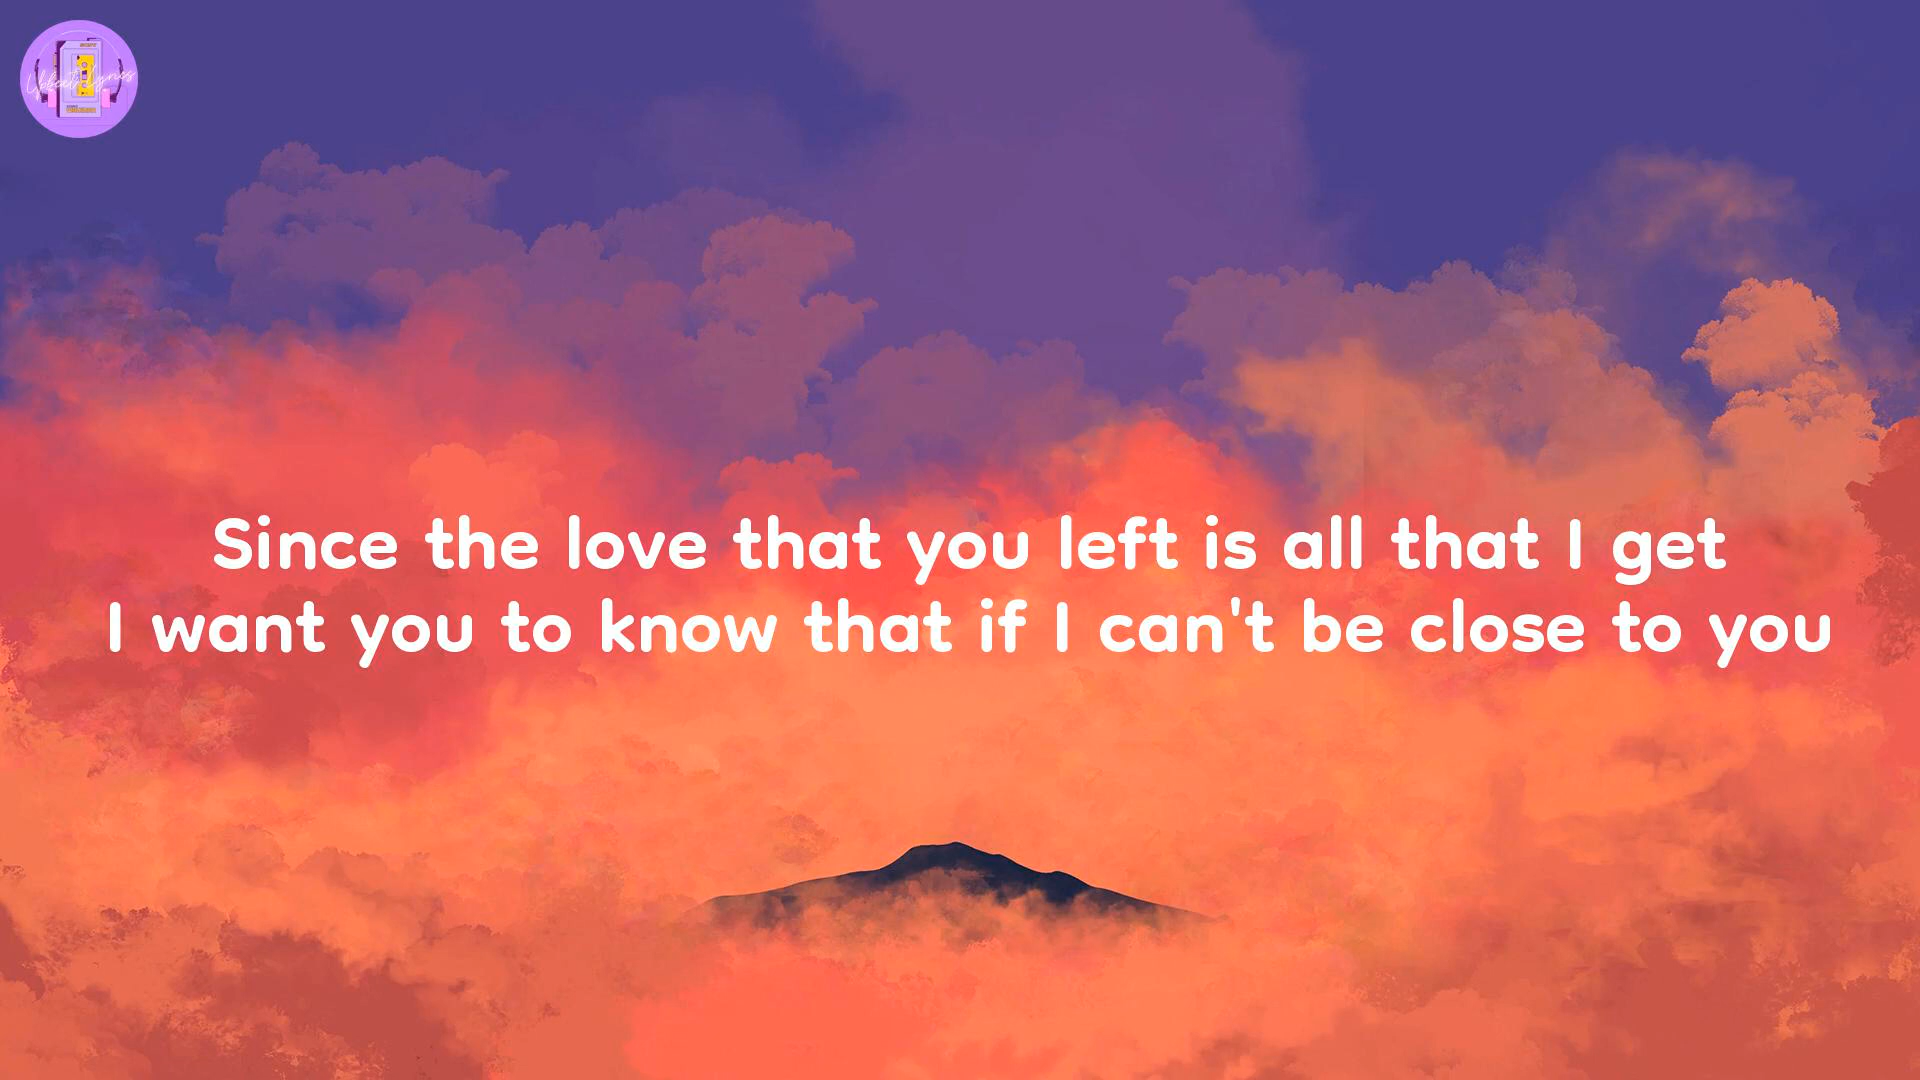 Since the love that you left is all that I get
I want you to know that if I can't be close to you